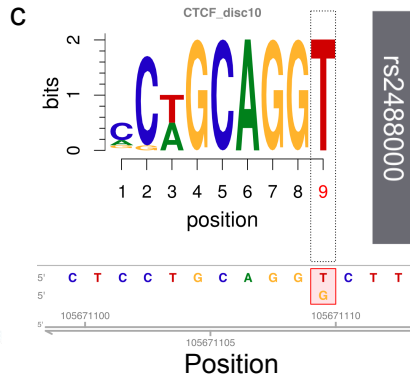 C
CTCF_disc10
bits
2
1
0
C A G
C G
T A
G C A G G T
1 2 3 4 5 6 7 8 9
position
rs2488000
5' C T C C T G C A G G T C T T
5' G
5'
105671100 105671110
105671105
Position